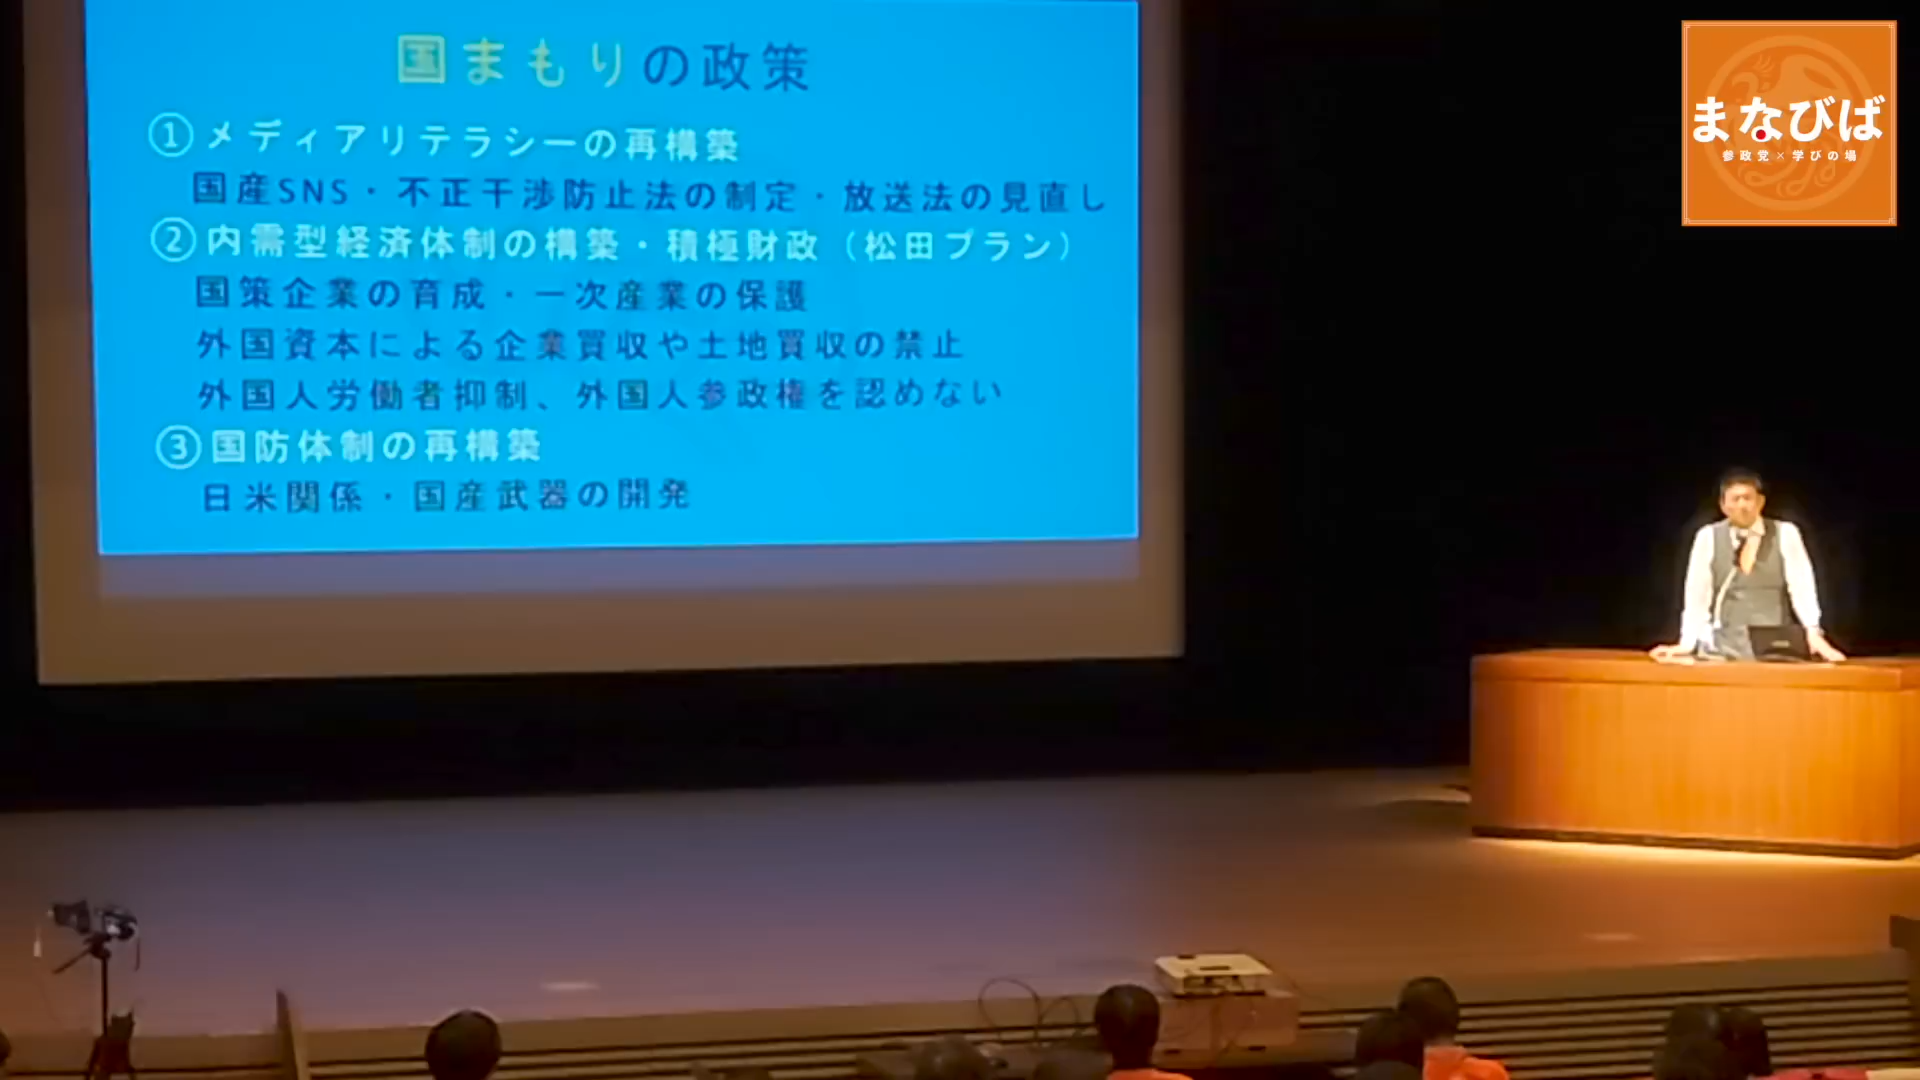 国まもりの政策
①メディアリテラシーの再構築
国産SNS・不正干渉防止法の制定・放送法の見直し
②内需型経済体制の構築・積極財政（松田プラン）
国策企業の育成・一次産業の保護
外国資本による企業買収や土地買収の禁止
外国人労働者抑制、外国人参政権を認めない
③国防体制の再構築
日米関係・国産武器の開発
まなびば
参政党×学びの場